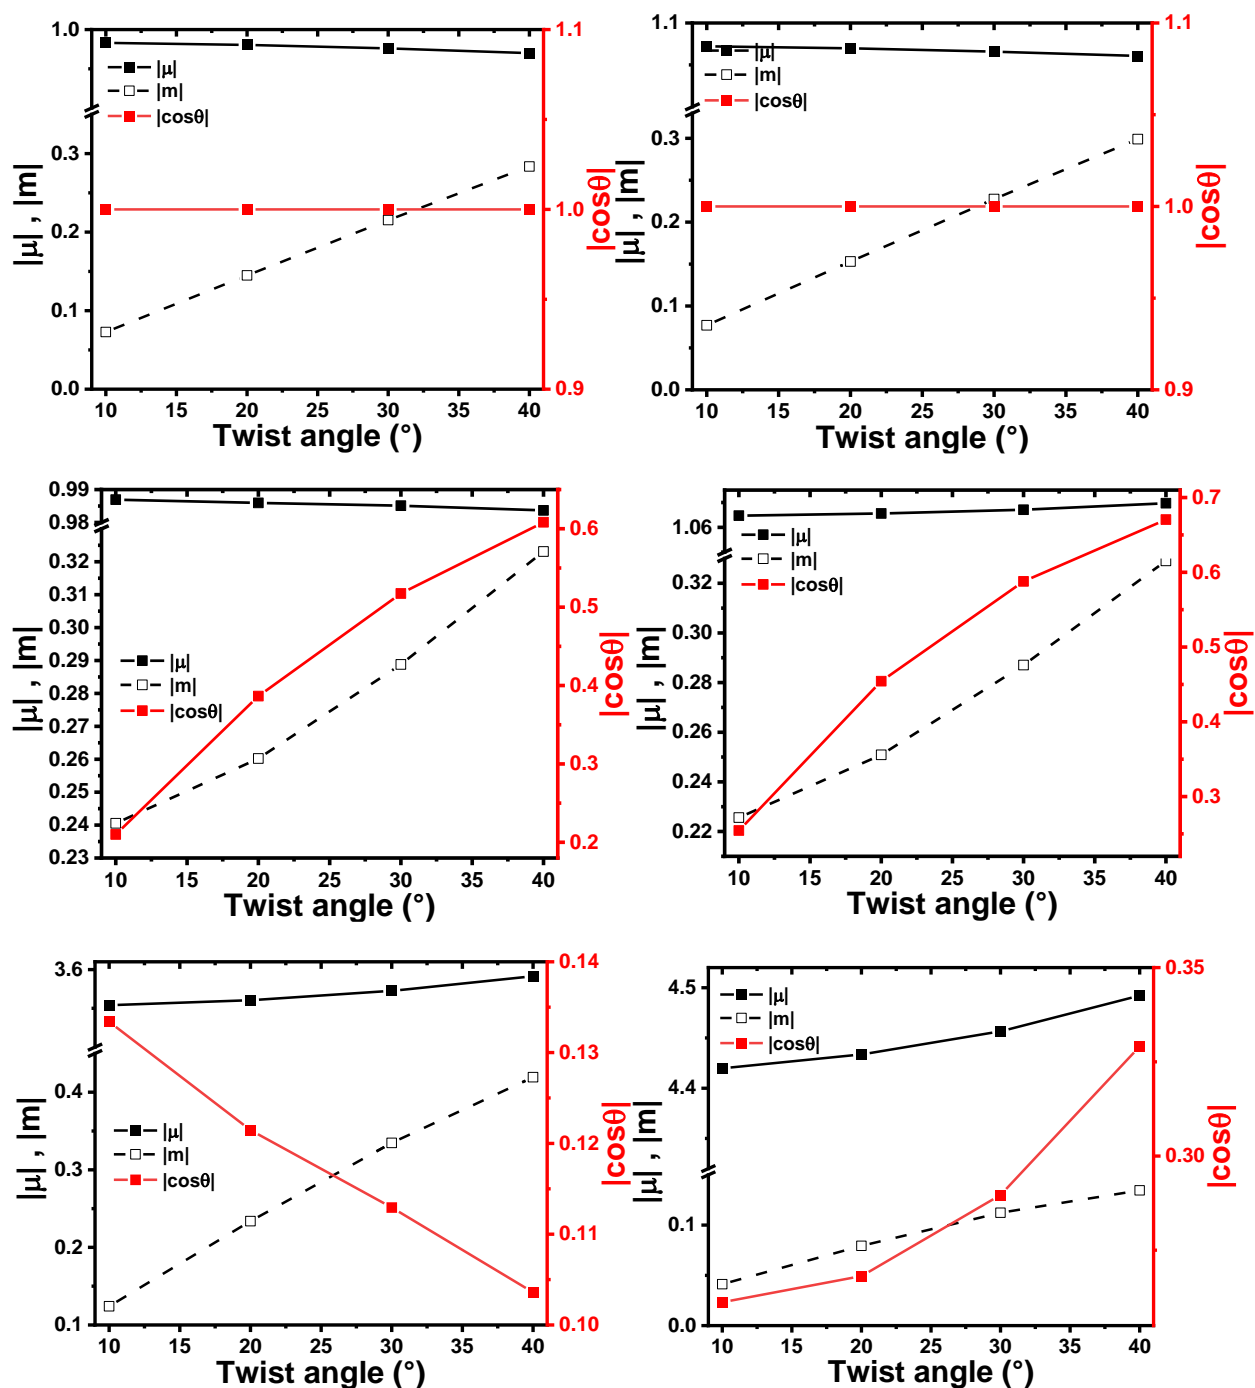 1.0
0.3
0.2
0.1
0.0
|μ| , |m|
|μ|
|m|
|cosθ|
1.1
1.0
0.9
|cosθ|
10 15 20 25 30 35 40
Twist angle (°)
1.1
0.3
0.2
0.1
0.0
|μ| , |m|
|μ|
|m|
|cosθ|
1.1
1.0
0.9
|cosθ|
10 15 20 25 30 35 40
Twist angle (°)
0.99
0.98
0.32
0.31
0.30
0.29
0.28
0.27
0.26
0.25
0.24
0.23
|μ| , |m|
|μ|
|m|
|cosθ|
0.6
0.5
0.4
0.3
0.2
|cosθ|
10 15 20 25 30 35 40
Twist angle (°)
1.06
0.32
0.30
0.28
0.26
0.24
0.22
|μ| , |m|
|μ|
|m|
|cosθ|
0.7
0.6
0.5
0.4
0.3
|cosθ|
10 15 20 25 30 35 40
Twist angle (°)
3.6
0.4
0.3
0.2
0.1
|μ| , |m|
|μ|
|m|
|cosθ|
0.14
0.13
0.12
0.11
0.10
|cosθ|
10 15 20 25 30 35 40
Twist angle (°)
4.5
4.4
0.1
0.0
|μ| , |m|
|μ|
|m|
|cosθ|
0.35
0.30
|cosθ|
10 15 20 25 30 35 40
Twist angle (°)